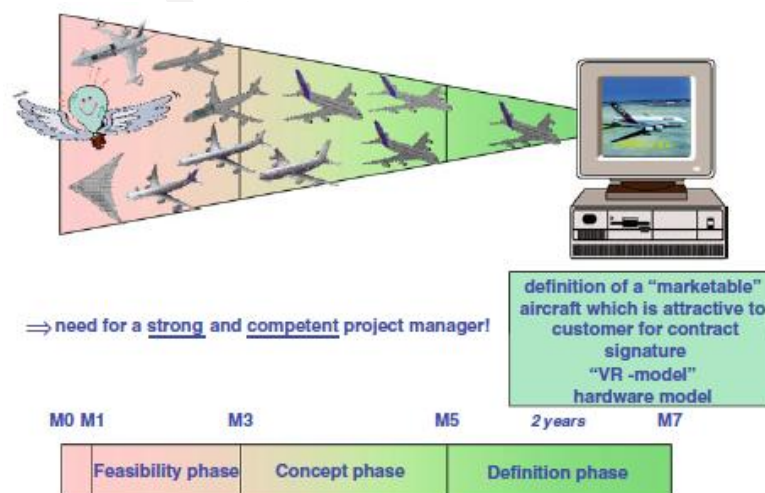 definition of a “marketable”
aircraft which is attractive to
customer for contract
signature
“VR -model”
hardware model
⇒ need for a strong and competent project manager!
M0 M1 M3 M5 2 years M7
Feasibility phase Concept phase Definition phase